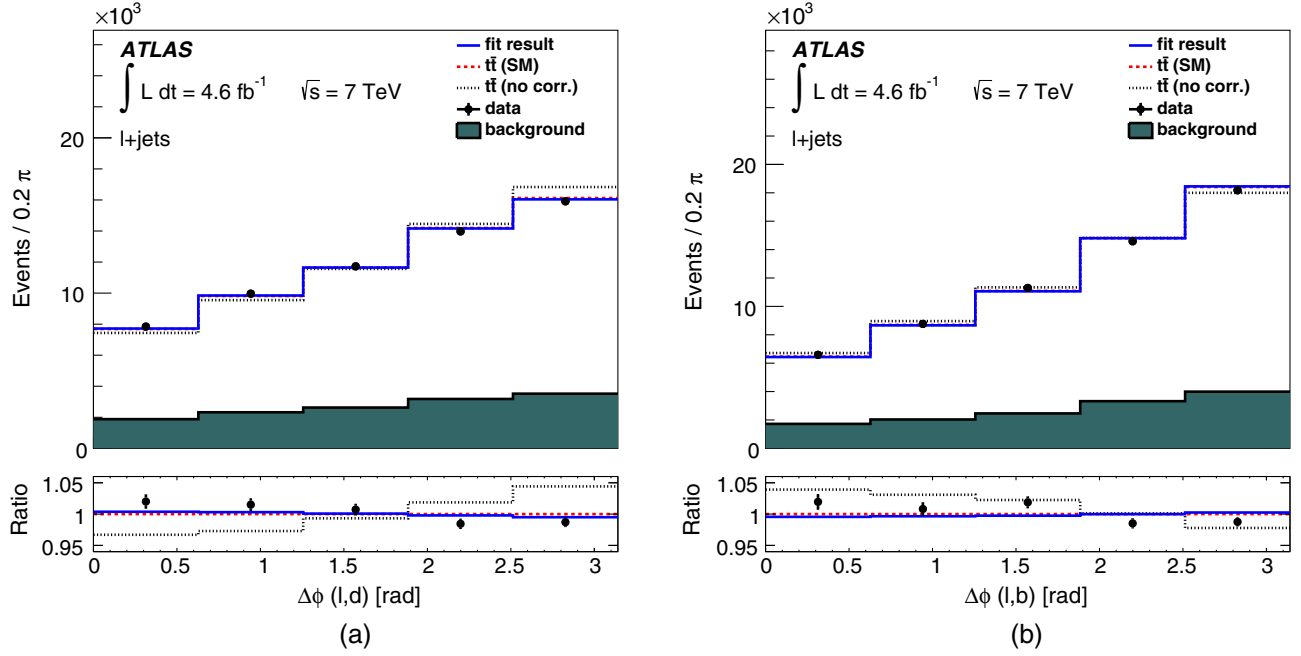 ×10³
ATLAS
∫ L dt = 4.6 fb⁻¹ √s = 7 TeV
l+jets
fit result
tt̄ (SM)
tt̄ (no corr.)
data
background
Events / 0.2 π
20
10
0
Ratio
1.05
1
0.95
0 0.5 1 1.5 2 2.5 3
Δϕ (l,d) [rad]
(a)
×10³
ATLAS
∫ L dt = 4.6 fb⁻¹ √s = 7 TeV
l+jets
fit result
tt̄ (SM)
tt̄ (no corr.)
data
background
Events / 0.2 π
20
10
0
Ratio
1.05
1
0.95
0 0.5 1 1.5 2 2.5 3
Δϕ (l,b) [rad]
(b)